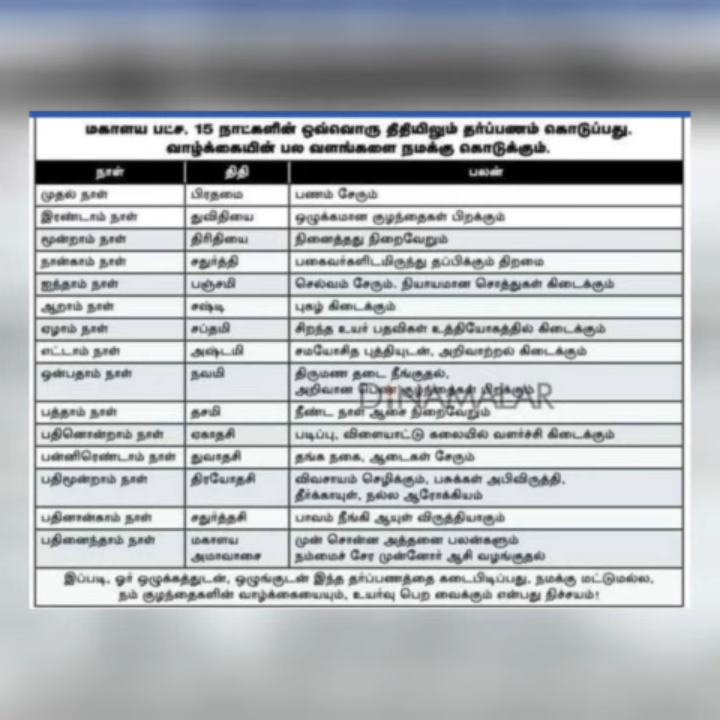 மகாளய பட்ச. 15 நாட்களின் ஒவ்வொரு திதியிலும் தர்ப்பணம் கொடுப்பது.
வாழ்க்கையின் பல வளங்களை நமக்கு கொடுக்கும்.
நாள் திதி பலன்
முதல் நாள் பிரதமை பணம் சேரும்
இரண்டாம் நாள் துவிதியை ஒழுக்கமான குழந்தைகள் பிறக்கும்
மூன்றாம் நாள் திரிதியை நினைத்தது நிறைவேறும்
நான்காம் நாள் சதுர்த்தி பகைவர்களிடமிருந்து தப்பிக்கும் திறமை
ஐந்தாம் நாள் பஞ்சமி செல்வம் சேரும். நியாயமான சொத்துகள் கிடைக்கும்
ஆறாம் நாள் சஷ்டி புகழ் கிடைக்கும்
ஏழாம் நாள் சப்தமி சிறந்த உயர் பதவிகள் உத்தியோகத்தில் கிடைக்கும்
எட்டாம் நாள் அஷ்டமி சமயோசித புத்தியுடன், அறிவாற்றல் கிடைக்கும்
ஒன்பதாம் நாள் நவமி திருமண தடை நீங்குதல்,
அறிவான பெண் குழந்தைகள் பிறக்கும்
DINAMALAR
பத்தாம் நாள் தசமி நீண்ட நாள் ஆசை நிறைவேறும்
பதினொன்றாம் நாள் ஏகாதசி படிப்பு, விளையாட்டு கலையில் வளர்ச்சி கிடைக்கும்
பன்னிரெண்டாம் நாள் துவாதசி தங்க நகை, ஆடைகள் சேரும்
பதிமூன்றாம் நாள் திரயோதசி விவசாயம் செழிக்கும், பசுக்கள் அபிவிருத்தி,
தீர்க்காயுள், நல்ல ஆரோக்கியம்
பதினான்காம் நாள் சதுர்த்தசி பாவம் நீங்கி ஆயுள் விருத்தியாகும்
பதினைந்தாம் நாள் மகாளய முன் சொன்ன அத்தனை பலன்களும்
அமாவாசை நம்மைச் சேர முன்னோர் ஆசி வழங்குதல்
இப்படி, ஓர் ஒழுக்கத்துடன், ஒழுங்குடன் இந்த தர்ப்பணத்தை கடைபிடிப்பது, நமக்கு மட்டுமல்ல,
நம் குழந்தைகளின் வாழ்க்கையையும், உயர்வு பெற வைக்கும் என்பது நிச்சயம்!